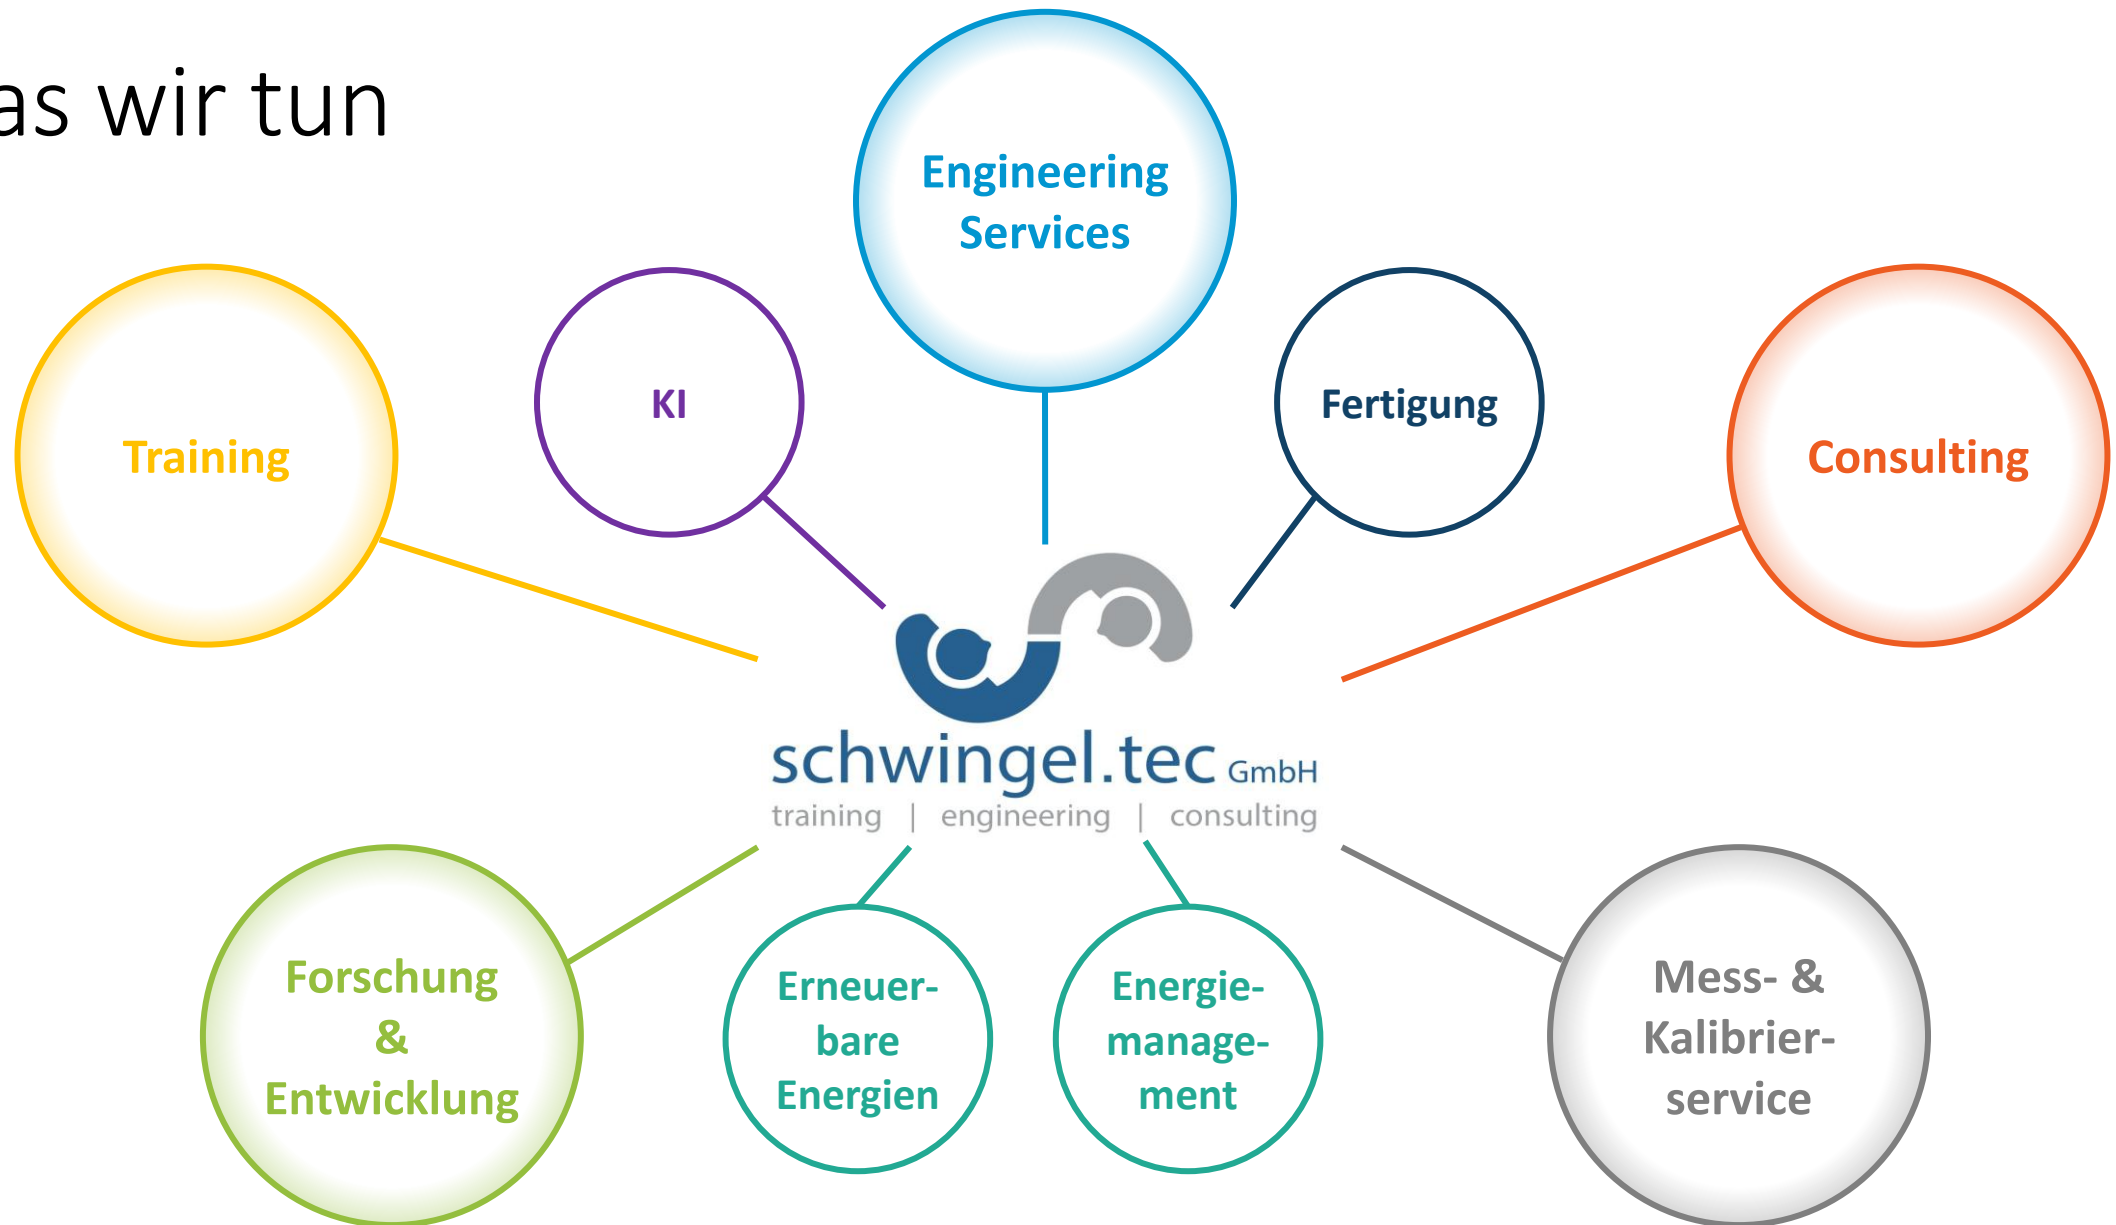 as wir tun
Engineering
Services
Training
KI
Fertigung
Consulting
schwingel.tec GmbH
training | engineering | consulting
Forschung
&
Entwicklung
Erneuer-
bare
Energien
Energie-
manage-
ment
Mess- &
Kalibrier-
service